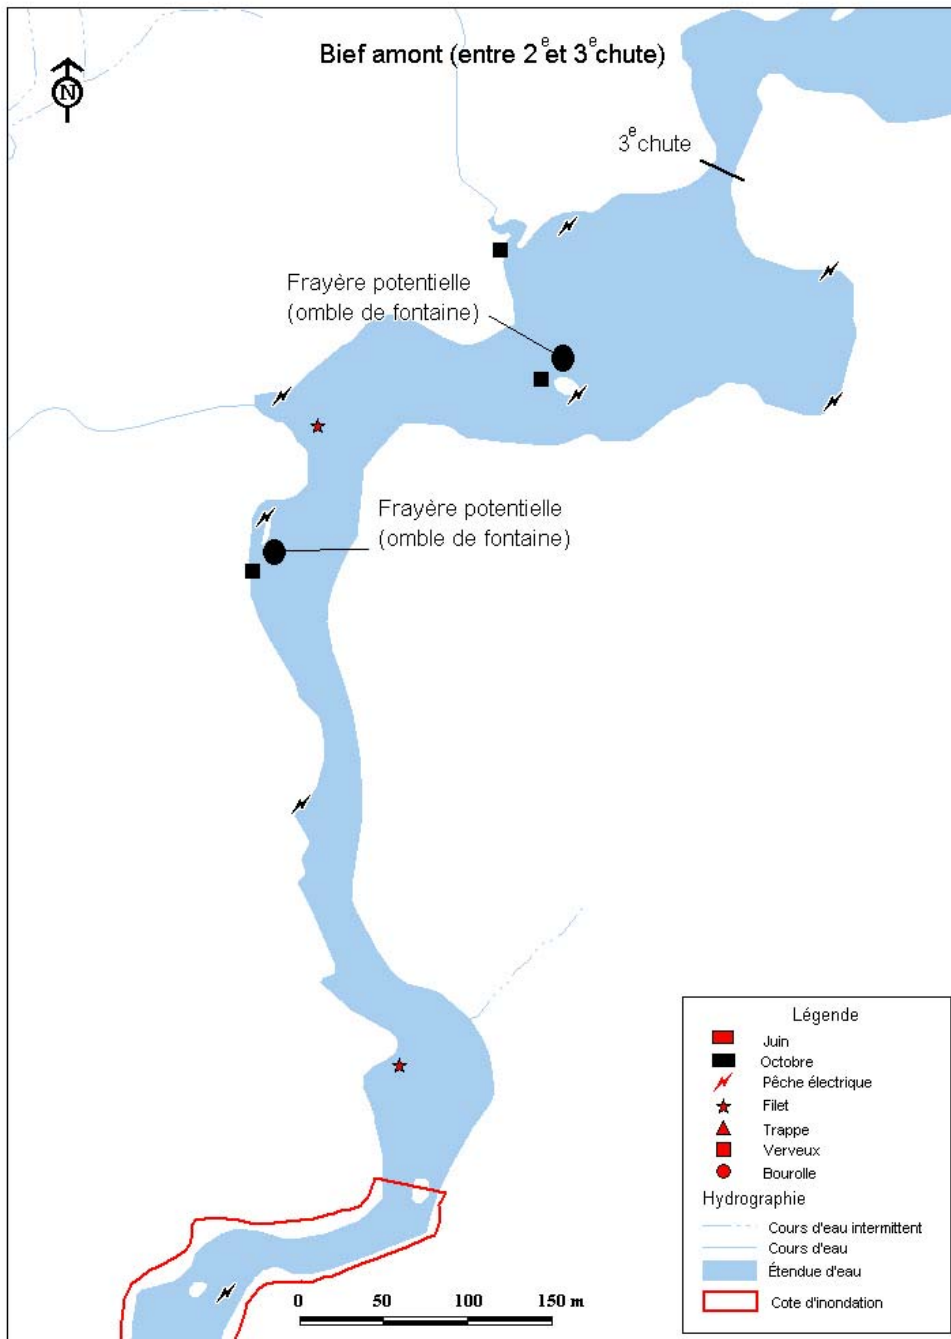 Bief amont (entre 2e et 3e chute)
N
3e chute
Frayère potentielle
(omble de fontaine)
Frayère potentielle
(omble de fontaine)
Légende
Juin
Octobre
Pêche électrique
Filet
Trappe
Verveux
Bourolle
Hydrographie
Cours d'eau intermittent
Cours d'eau
Étendue d'eau
Cote d'inondation
0 50 100 150 m